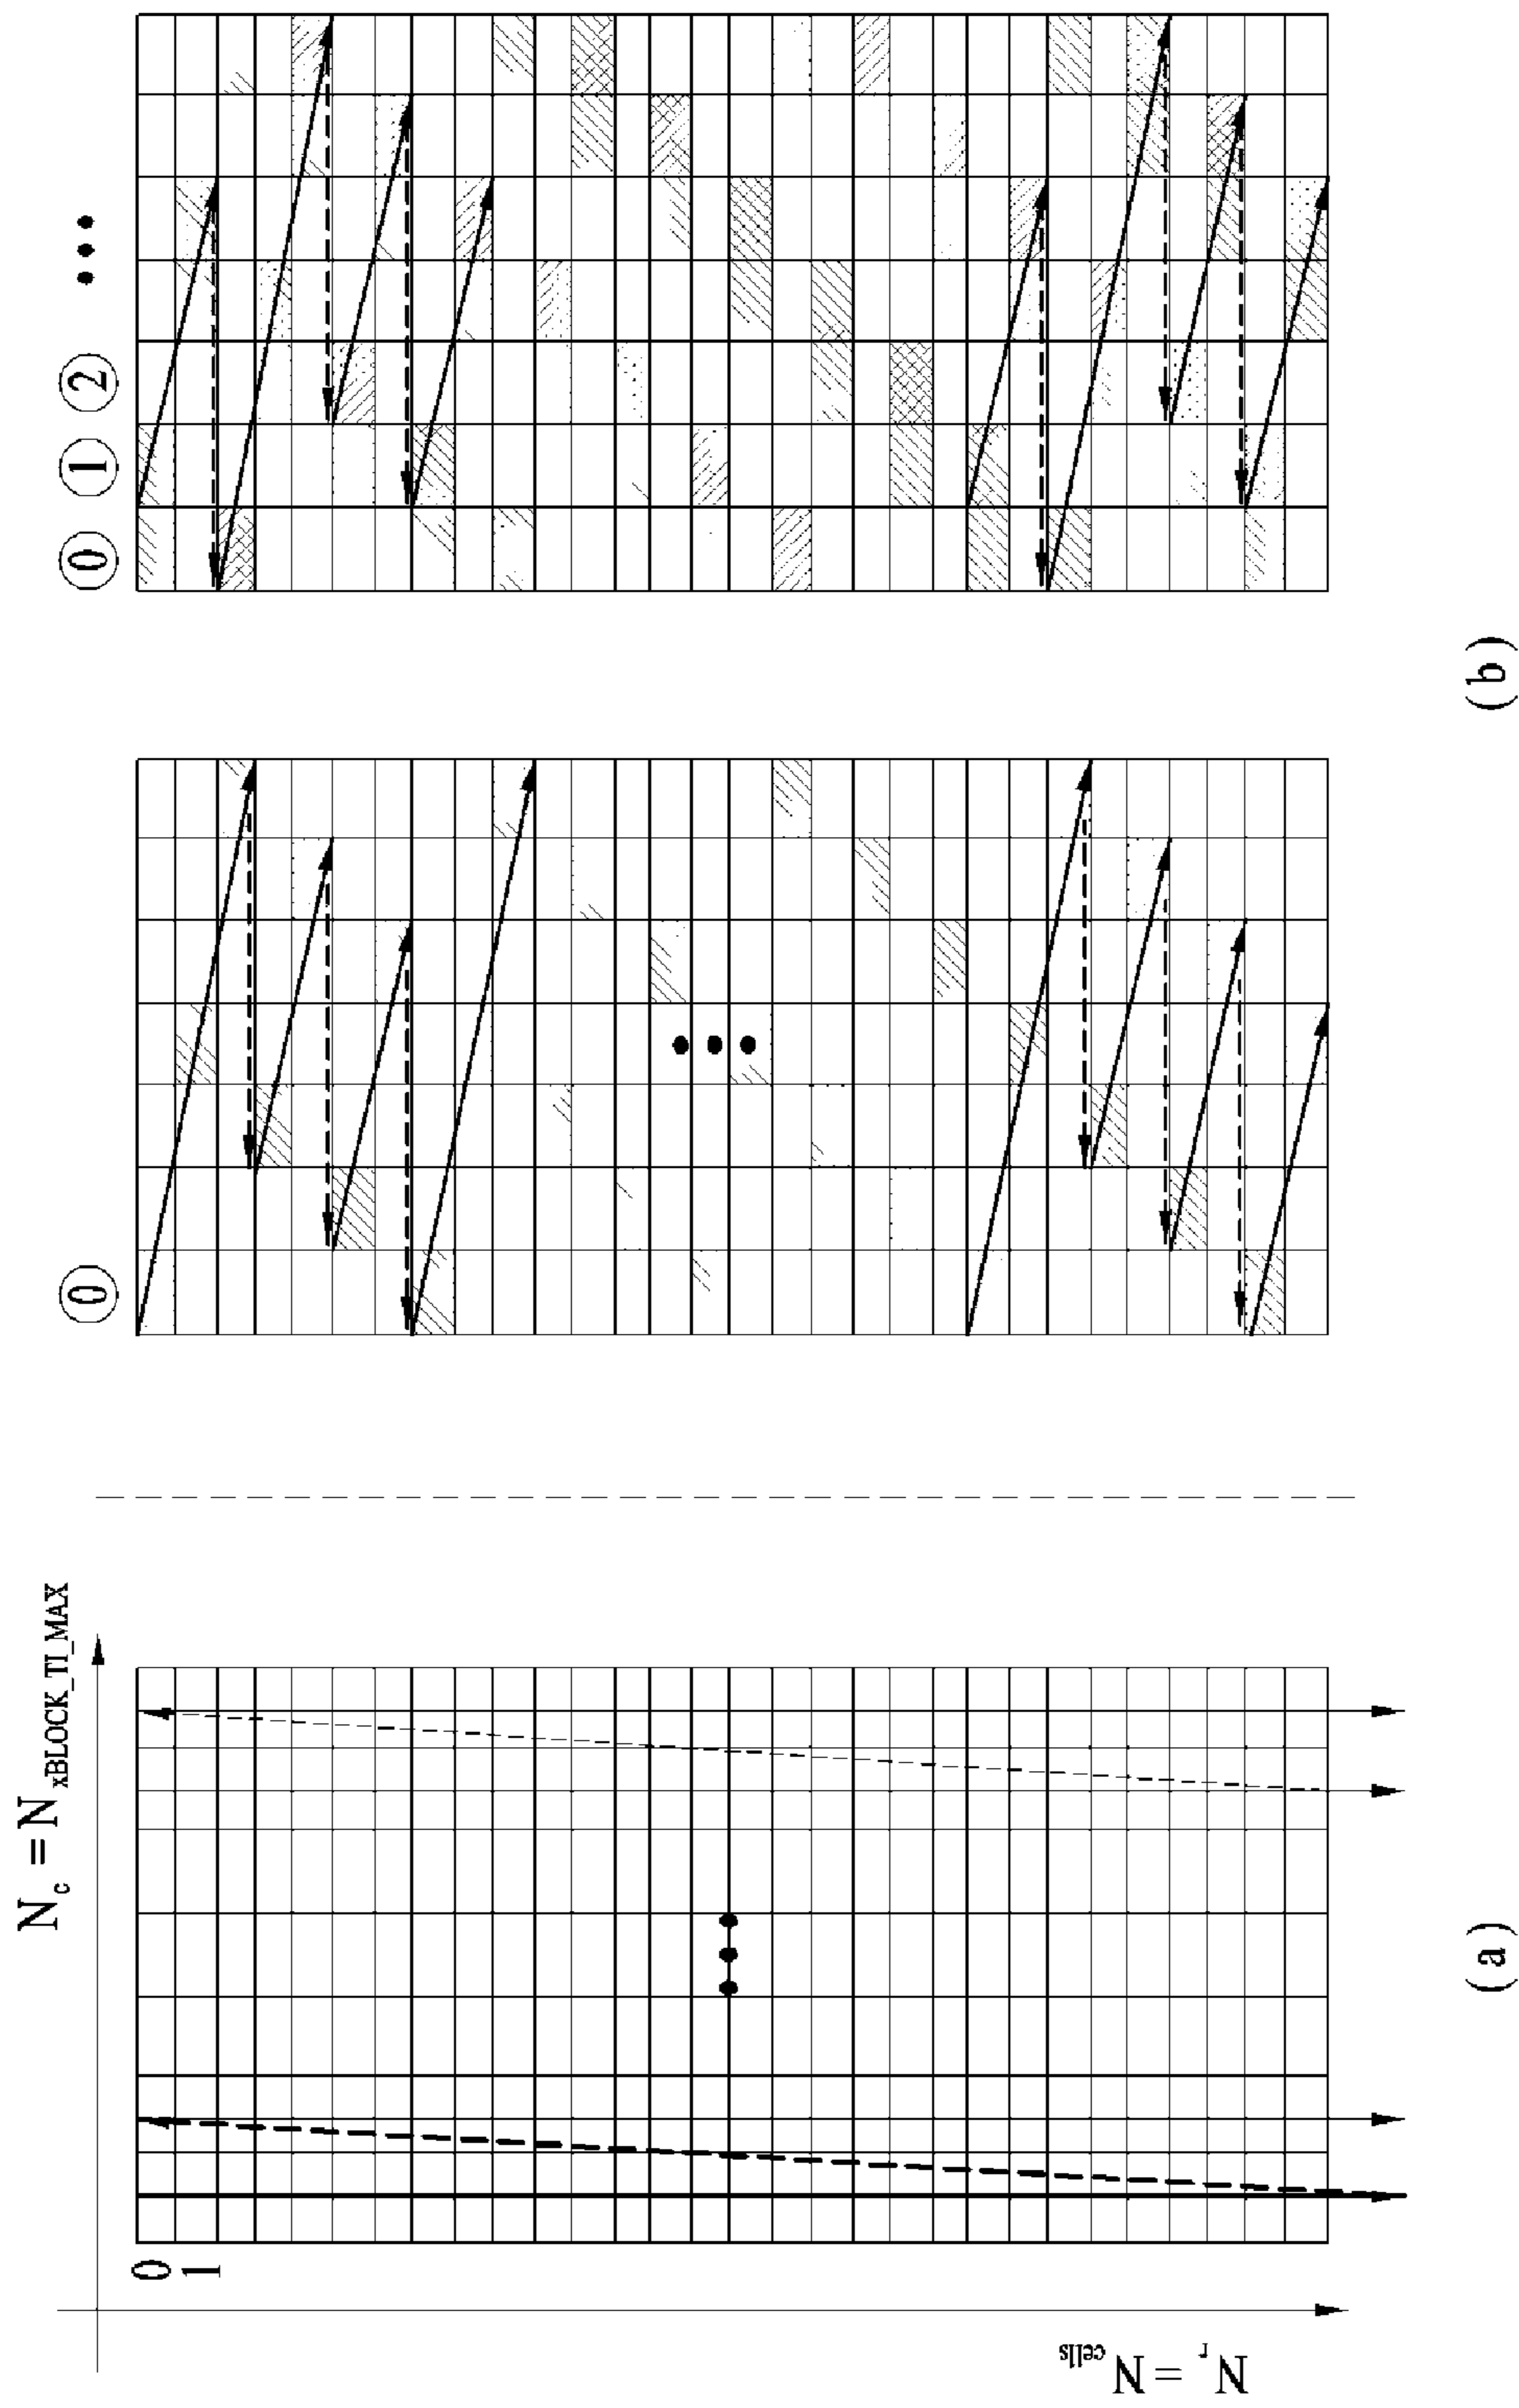 N_c = N_xBLOCK_TI_MAX
0
1
N_r = N_cells
(a)
⓪
⓪ ① ② •••
(b)